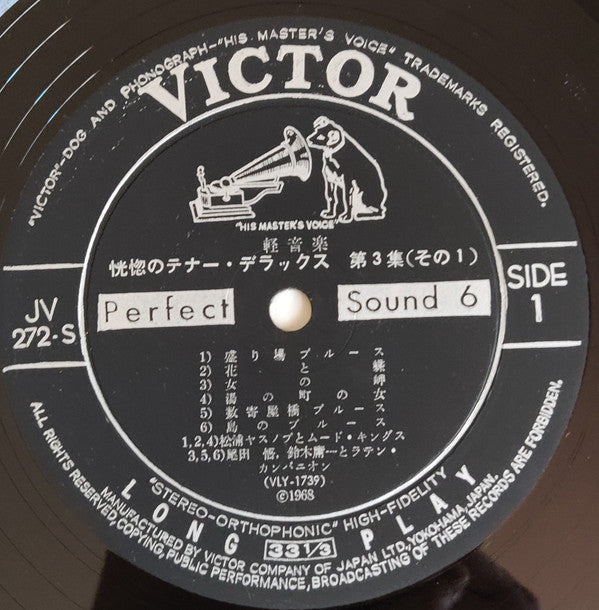 "VICTOR—DOG AND PHONOGRAPH—"HIS MASTER'S VOICE" TRADEMARKS REGISTERED.
VICTOR
"HIS MASTER'S VOICE"
軽音楽
恍惚のテナー・デラックス 第3集(その1)
JV
272-S
Perfect Sound 6
SIDE
1
1) 盛り場ブルース
2) 花と蝶
3) 女の岬
4) 湯の町の女
5) 数寄屋橋ブルース
6) 島のブルース
1,2,4)松浦ヤスノブとムード・キングス
3,5,6)尾田 悟、鈴木庸一とラテン・
カンパニオン
(VLY-1739)
©1968
"STEREO-ORTHOPHONIC" HIGH-FIDELITY
LONG 33 1/3 PLAY
MANUFACTURED BY VICTOR COMPANY OF JAPAN LTD. YOKOHAMA, JAPAN.
ALL RIGHTS RESERVED, COPYING, PUBLIC PERFORMANCE, BROADCASTING OF THESE RECORDS ARE FORBIDDEN.